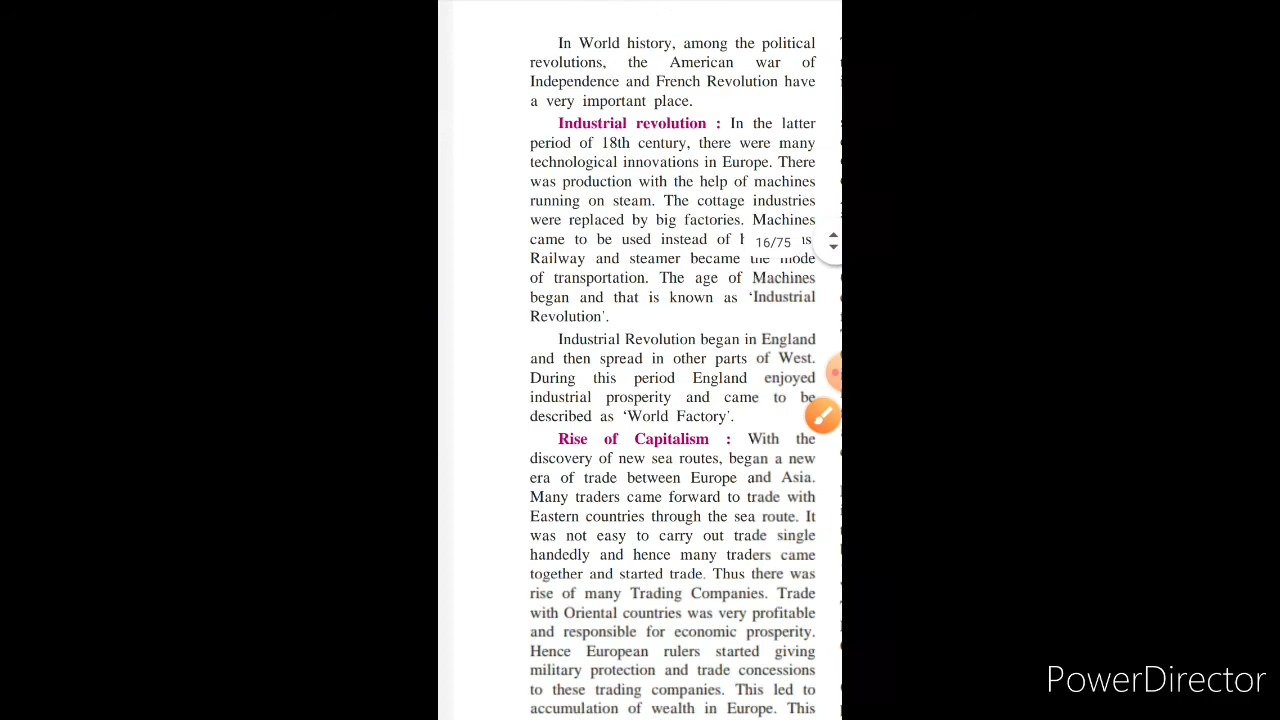 In World history, among the political
revolutions, the American war of
Independence and French Revolution have
a very important place.
Industrial revolution : In the latter
period of 18th century, there were many
technological innovations in Europe. There
was production with the help of machines
running on steam. The cottage industries
were replaced by big factories. Machines
came to be used instead of
16/75
Railway and steamer became the mode
of transportation. The age of Machines
began and that is known as ‘Industrial
Revolution’.
Industrial Revolution began in England
and then spread in other parts of West.
During this period England enjoyed
industrial prosperity and came to be
described as ‘World Factory’.
Rise of Capitalism : With the
discovery of new sea routes, began a new
era of trade between Europe and Asia.
Many traders came forward to trade with
Eastern countries through the sea route. It
was not easy to carry out trade single
handedly and hence many traders came
together and started trade. Thus there was
rise of many Trading Companies. Trade
with Oriental countries was very profitable
and responsible for economic prosperity.
Hence European rulers started giving
military protection and trade concessions
to these trading companies. This led to
accumulation of wealth in Europe. This
PowerDirector